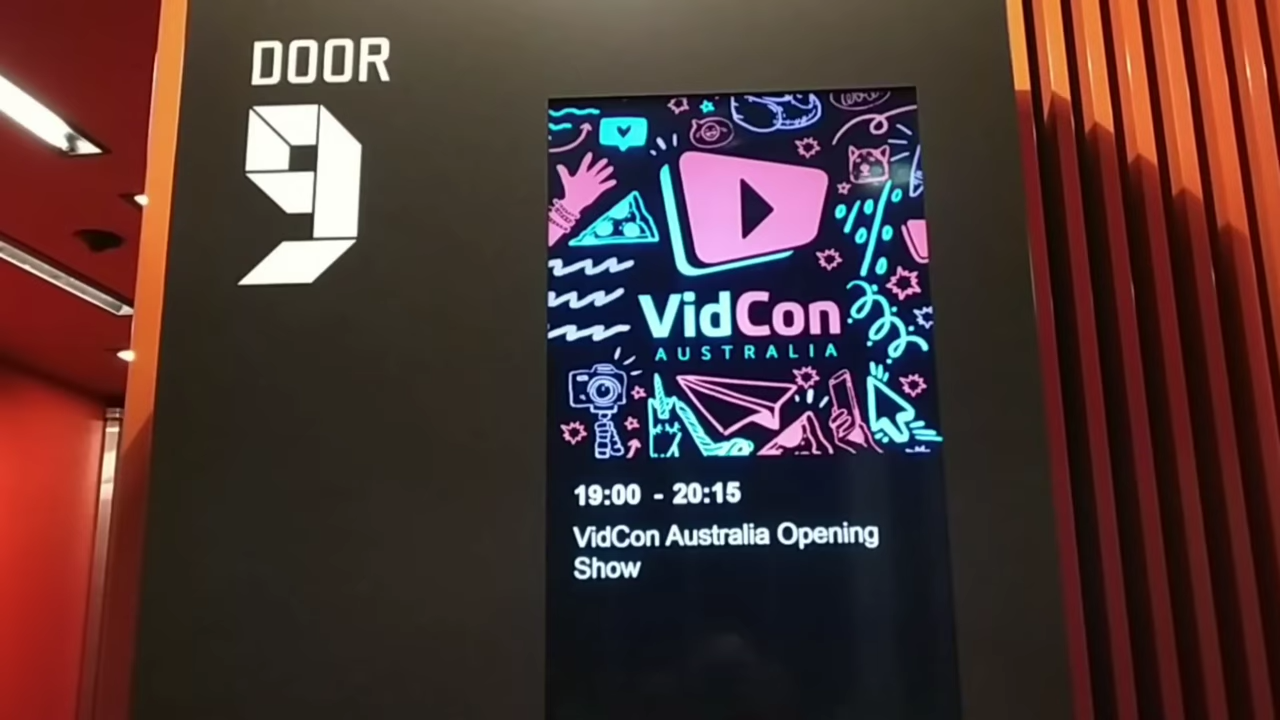 DOOR
9
VidCon
AUSTRALIA
19:00 - 20:15
VidCon Australia Opening
Show